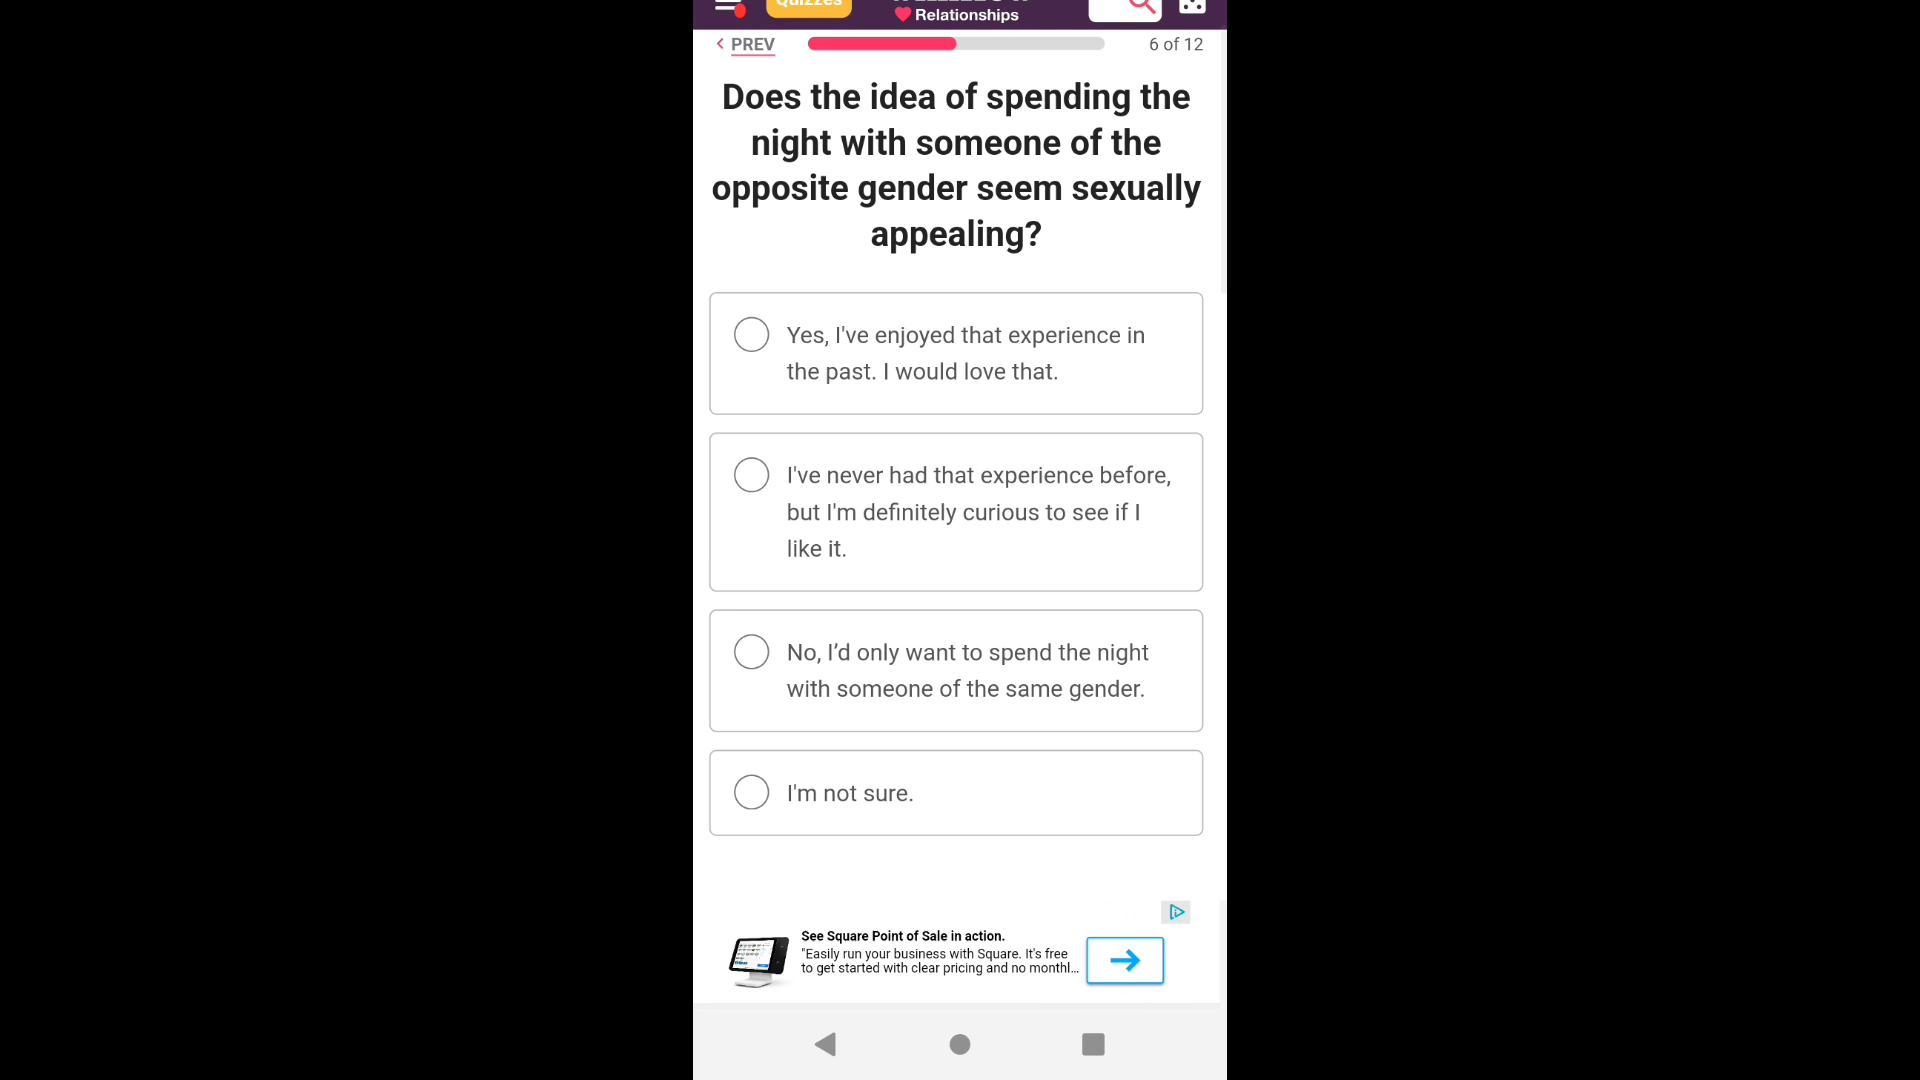 Quizzes
Relationships
PREV
6 of 12
Does the idea of spending the
night with someone of the
opposite gender seem sexually
appealing?
Yes, I've enjoyed that experience in
the past. I would love that.
I've never had that experience before,
but I'm definitely curious to see if I
like it.
No, I’d only want to spend the night
with someone of the same gender.
I'm not sure.
See Square Point of Sale in action.
"Easily run your business with Square. It's free
to get started with clear pricing and no monthl...